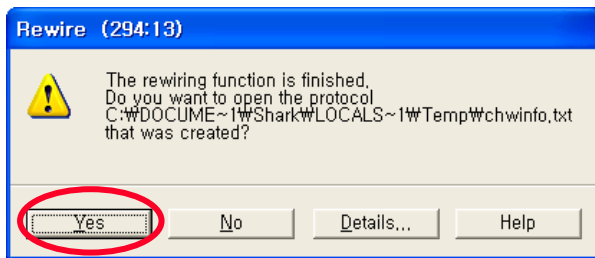 Rewire (294:13)
The rewiring function is finished,
Do you want to open the protocol
C:₩DOCUME~1₩Shark₩LOCALS~1₩Temp₩chwinfo,txt
that was created?
Yes No Details,,, Help